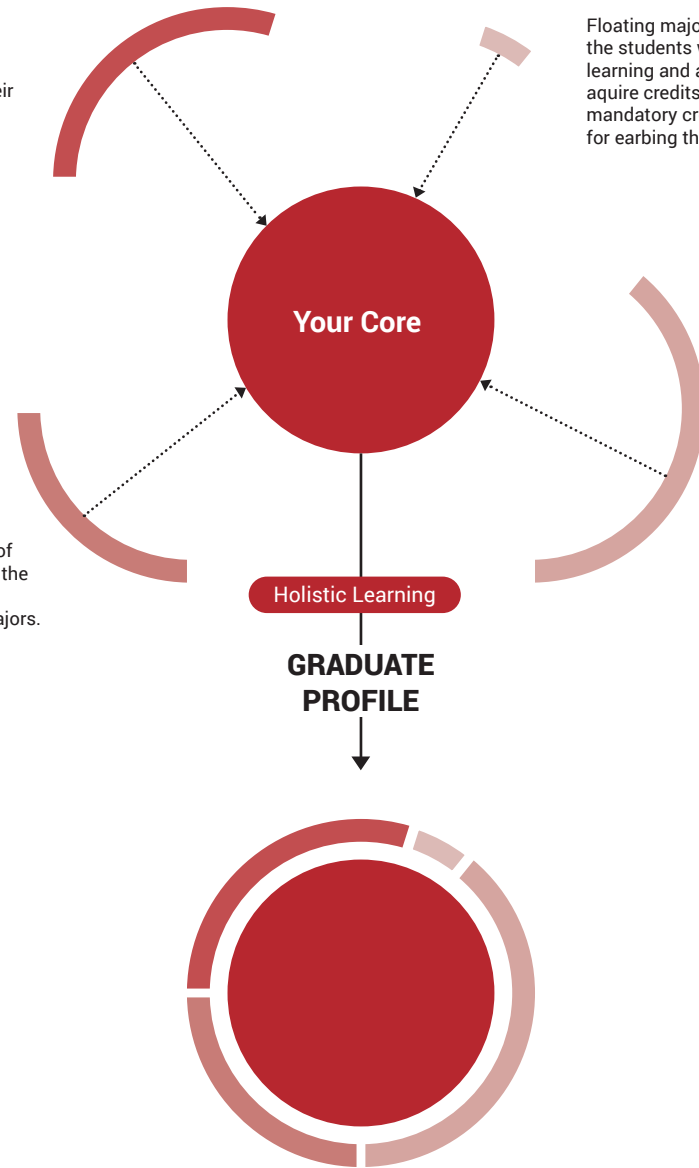 Floating majo
the students w
learning and a
aquire credits
mandatory cr
for earbing th
eir
Your Core
of
the
ajors.
Holistic Learning
GRADUATE
PROFILE